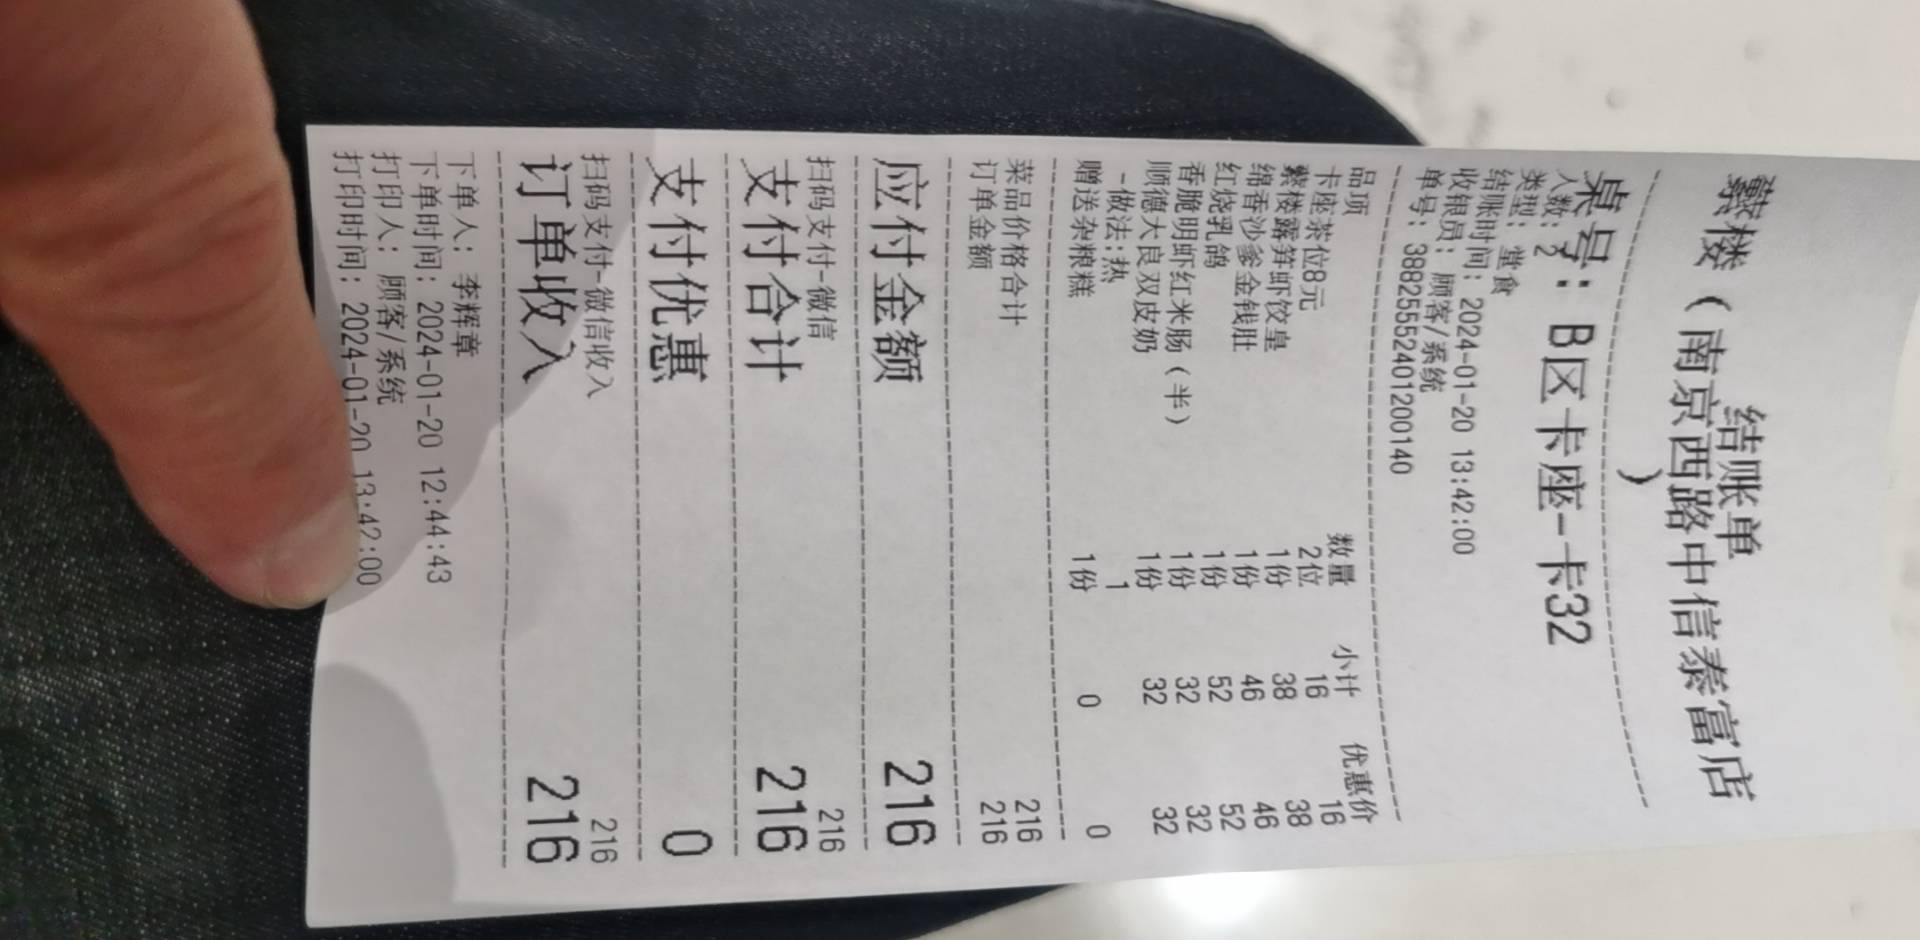 结账单
蘩楼（南京西路中信泰富店
）
桌号：B区卡座-卡32
人数：2
类型：堂食
结账时间：2024-01-20 13:42:00
收银员：顾客/系统
单号：3882555240120​0140
品项 数量 小计 优惠价
卡座茶位8元 2位 16 16
蘩楼露笋虾饺皇 1份 38 38
绵香沙爹金钱肚 1份 46 46
红烧乳鸽 1份 52 52
香脆明虾红米肠（半） 1份 32 32
顺德大良双皮奶 1份 32 32
-做法：热 1
赠送杂粮糕 1份 0 0
菜品价格合计 216
订单金额 216
应付金额 216
扫码支付-微信 216
支付合计 216
支付优惠 0
扫码支付-微信收入 216
订单收入 216
下单人：李辉章
下单时间：2024-01-20 12:44:43
打印人：顾客/系统
打印时间：2024-01-20 13:42:00